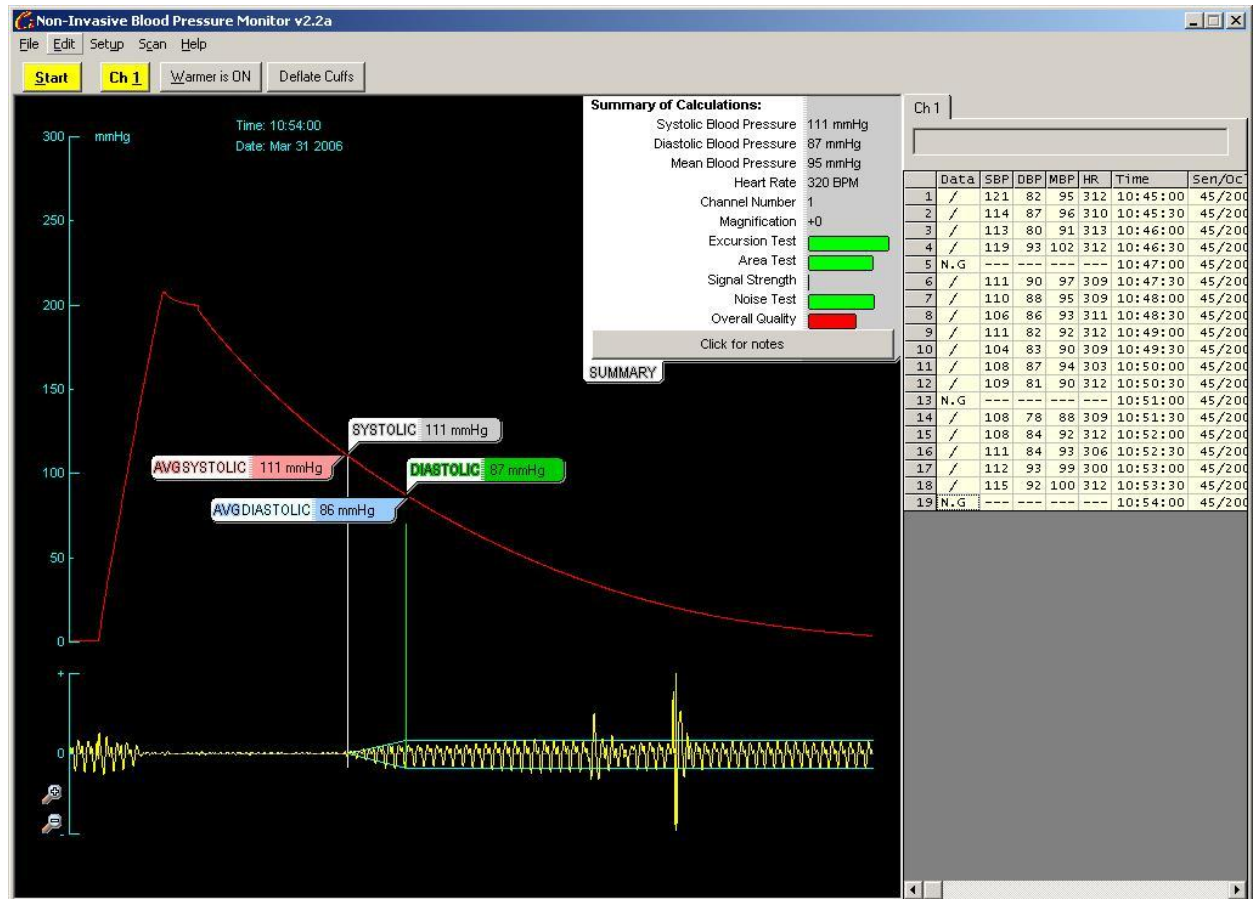 Non-Invasive Blood Pressure Monitor v2.2a
File Edit Setup Scan Help
Start Ch 1 Warmer is ON Deflate Cuffs
300 mmHg
250
200
150
100
50
0
+
0
-
Time: 10:54:00
Date: Mar 31 2006
SYSTOLIC 111 mmHg
AVGSYSTOLIC 111 mmHg
DIASTOLIC 87 mmHg
AVGDIASTOLIC 86 mmHg
Summary of Calculations:
Systolic Blood Pressure 111 mmHg
Diastolic Blood Pressure 87 mmHg
Mean Blood Pressure 95 mmHg
Heart Rate 320 BPM
Channel Number 1
Magnification +0
Excursion Test
Area Test
Signal Strength
Noise Test
Overall Quality
Click for notes
SUMMARY
Ch 1
Data SBP DBP MBP HR Time Sen/Oc
1 / 121 82 95 312 10:45:00 45/200
2 / 114 87 96 310 10:45:30 45/200
3 / 113 80 91 313 10:46:00 45/200
4 / 119 93 102 312 10:46:30 45/200
5 N.G --- --- --- --- 10:47:00 45/200
6 / 111 90 97 309 10:47:30 45/200
7 / 110 88 95 309 10:48:00 45/200
8 / 106 86 93 311 10:48:30 45/200
9 / 111 82 92 312 10:49:00 45/200
10 / 104 83 90 309 10:49:30 45/200
11 / 108 87 94 303 10:50:00 45/200
12 / 109 81 90 312 10:50:30 45/200
13 N.G --- --- --- --- 10:51:00 45/200
14 / 108 78 88 309 10:51:30 45/200
15 / 108 84 92 312 10:52:00 45/200
16 / 111 84 93 306 10:52:30 45/200
17 / 112 93 99 300 10:53:00 45/200
18 / 115 92 100 312 10:53:30 45/200
19 N.G --- --- --- --- 10:54:00 45/200